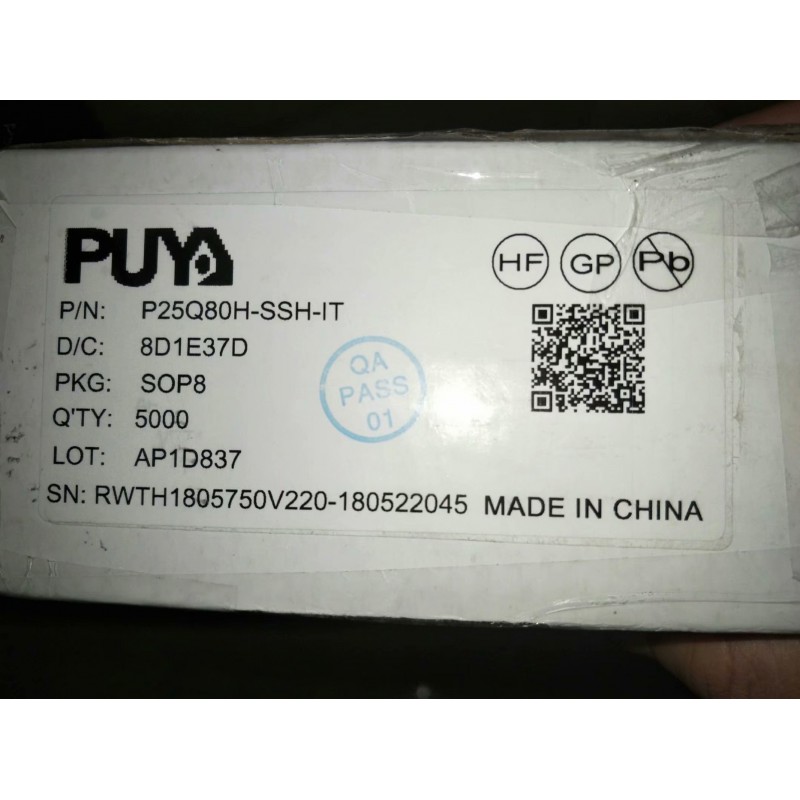 PUYA
HF GP Pb
P/N: P25Q80H-SSH-IT
D/C: 8D1E37D
PKG: SOP8
Q'TY: 5000
LOT: AP1D837
SN: RWTH1805750V220-180522045 MADE IN CHINA
QA
PASS
01